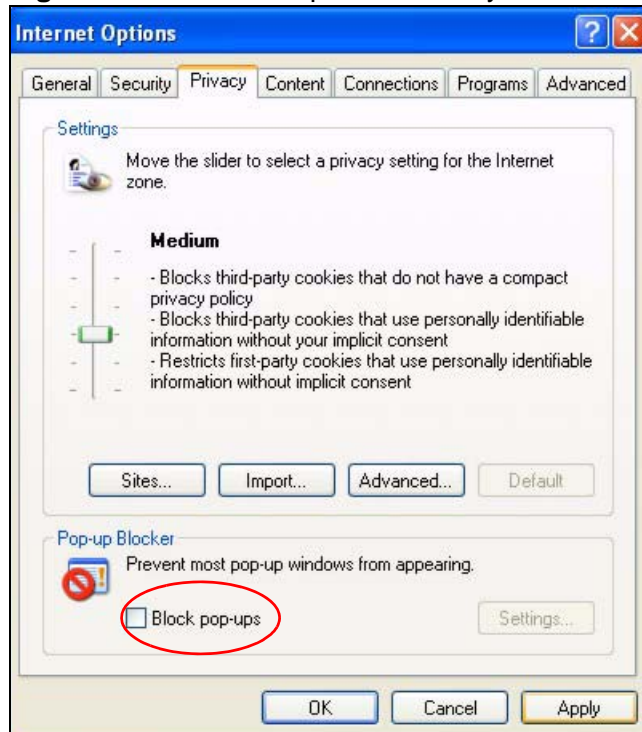 Internet Options
General Security Privacy Content Connections Programs Advanced
Settings
Move the slider to select a privacy setting for the Internet
zone.
Medium
- Blocks third-party cookies that do not have a compact
privacy policy
- Blocks third-party cookies that use personally identifiable
information without your implicit consent
- Restricts first-party cookies that use personally identifiable
information without implicit consent
Sites... Import... Advanced... Default
Pop-up Blocker
Prevent most pop-up windows from appearing.
Block pop-ups Settings...
OK Cancel Apply